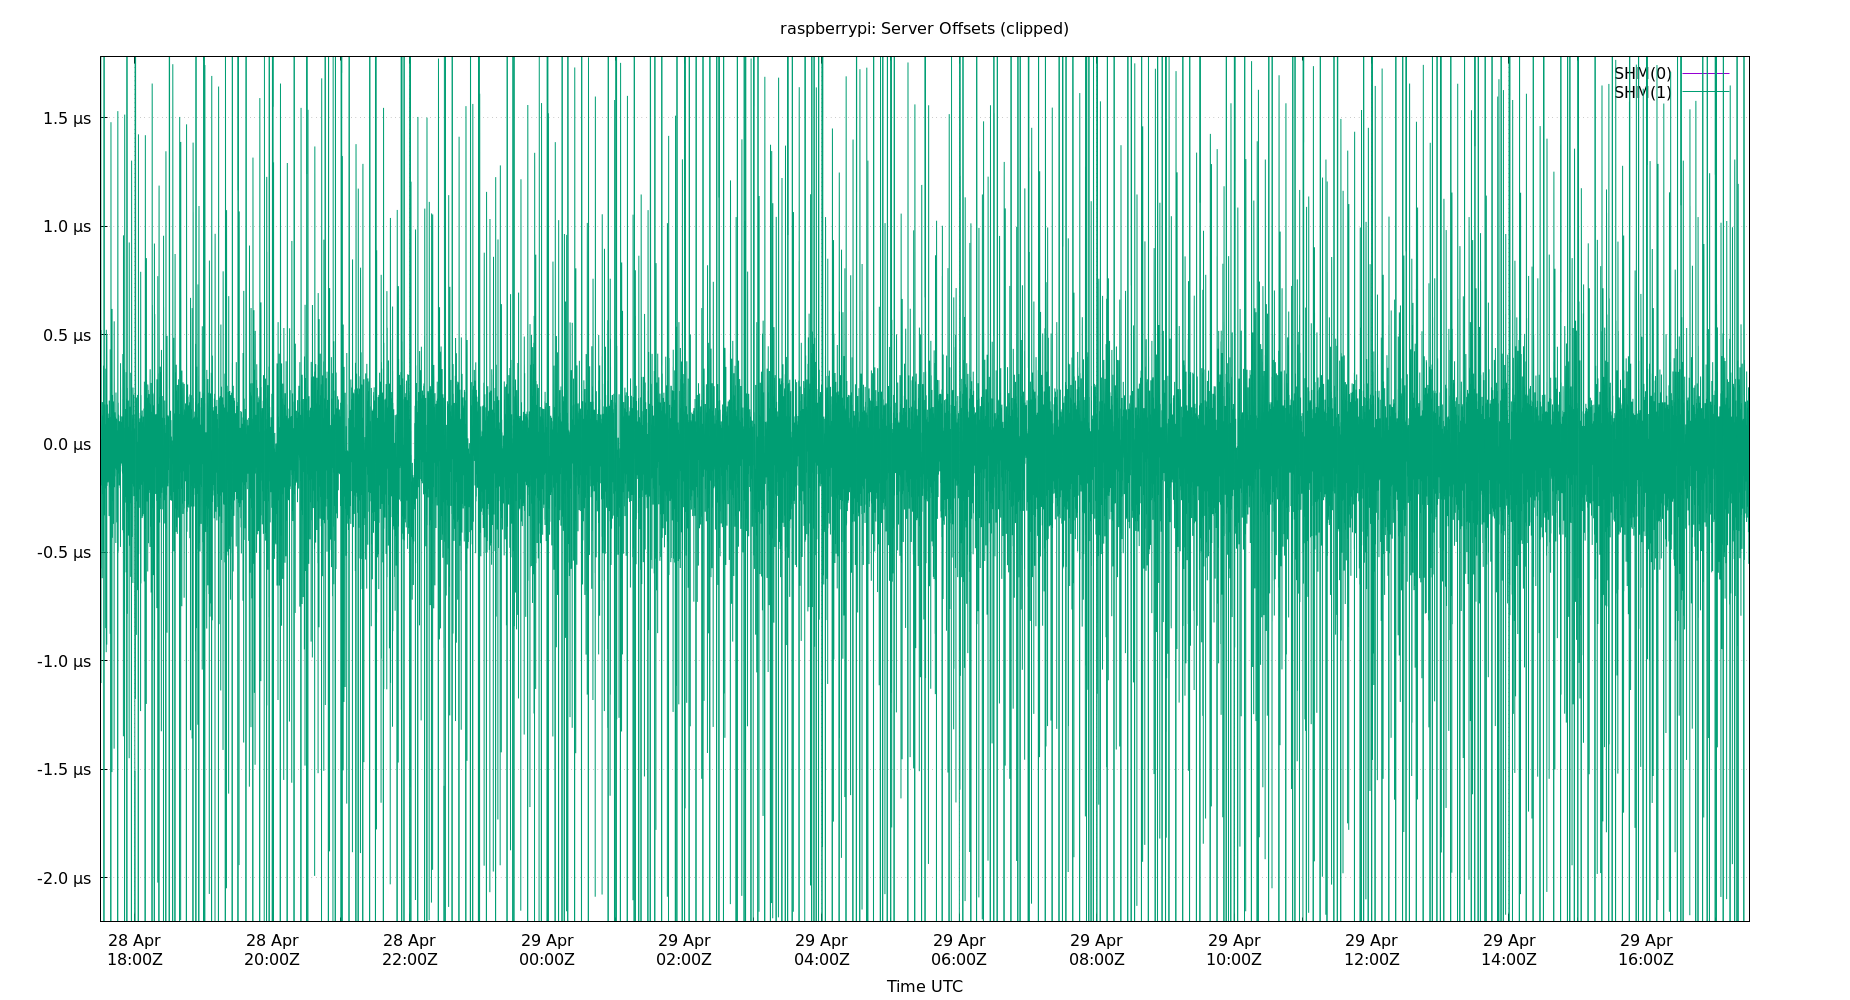 raspberrypi: Server Offsets (clipped)
SHM(0)
SHM(1)
1.5 µs
1.0 µs
0.5 µs
0.0 µs
-0.5 µs
-1.0 µs
-1.5 µs
-2.0 µs
28 Apr 28 Apr 28 Apr 29 Apr 29 Apr 29 Apr 29 Apr 29 Apr 29 Apr 29 Apr 29 Apr 29 Apr
18:00Z 20:00Z 22:00Z 00:00Z 02:00Z 04:00Z 06:00Z 08:00Z 10:00Z 12:00Z 14:00Z 16:00Z
Time UTC